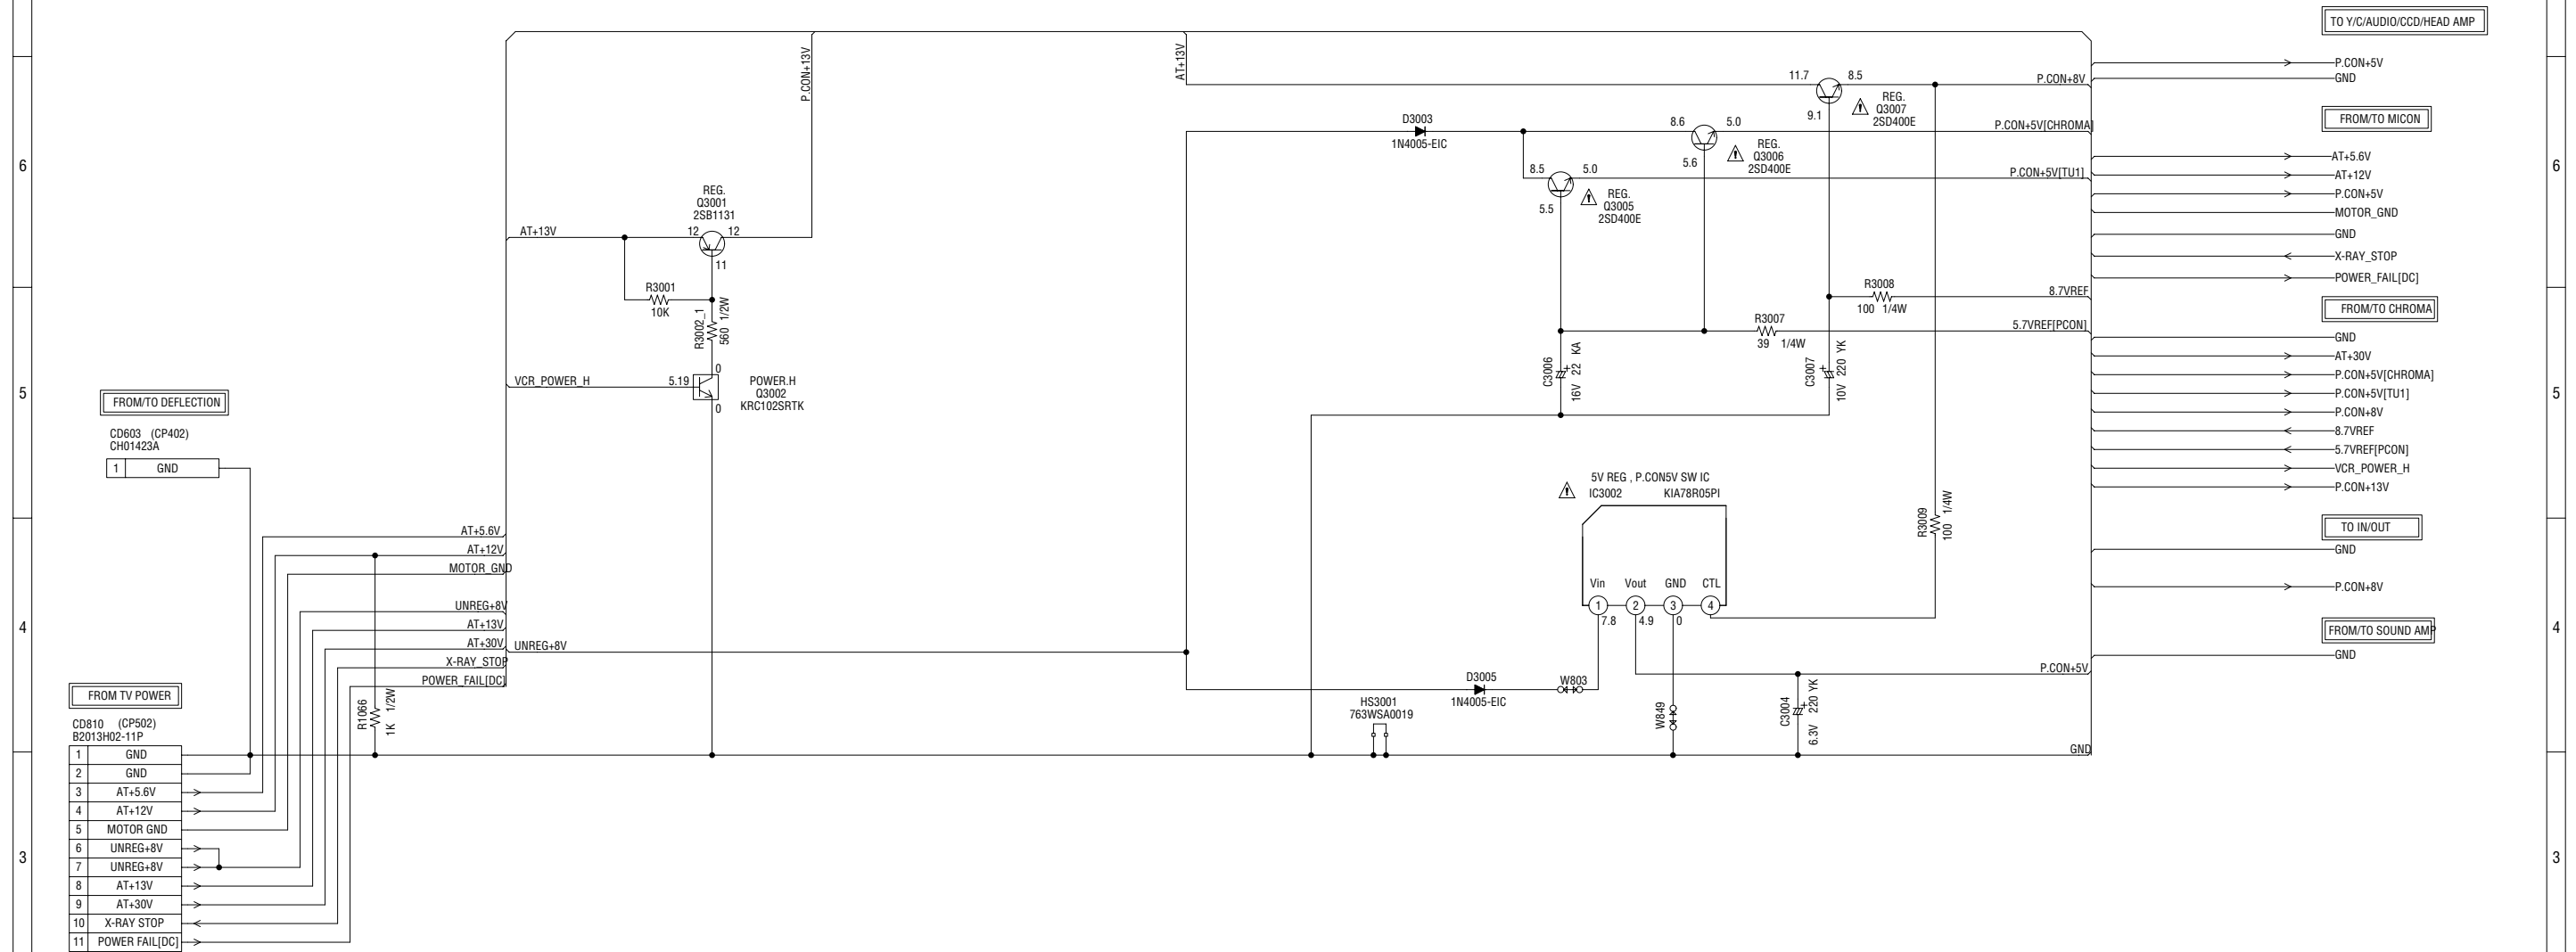 TO Y/C/AUDIO/CCD/HEAD AMP
P.CON+5V
GND
FROM/TO MICON
AT+5.6V
AT+12V
P.CON+5V
MOTOR_GND
GND
X-RAY_STOP
POWER_FAIL[DC]
FROM/TO CHROMA
GND
AT+30V
P.CON+5V[CHROMA]
P.CON+5V[TU1]
P.CON+8V
8.7VREF
5.7VREF[PCON]
VCR_POWER_H
P.CON+13V
TO IN/OUT
GND
P.CON+8V
FROM/TO SOUND AMP
GND
6
5
4
3
6
5
4
3
P.CON+13V
AT+13V
11.7
8.5
9.1
REG.
Q3007
2SD400E
P.CON+8V
D3003
1N4005-EIC
8.6
5.0
5.6
REG.
Q3006
2SD400E
P.CON+5V[CHROMA]
8.5
5.0
5.5
REG.
Q3005
2SD400E
P.CON+5V[TU1]
REG.
Q3001
2SB1131
AT+13V
12
12
11
R3001
10K
R3002_1
560 1/2W
VCR_POWER_H
5.19
0
0
POWER.H
Q3002
KRC102SRTK
R3008
100 1/4W
8.7VREF
R3007
39 1/4W
5.7VREF[PCON]
C3006
16V 22 KA
C3007
10V 220 YK
R3009
100 1/4W
5V REG , P.CON5V SW IC
IC3002 KIA78R05PI
Vin Vout GND CTL
1 2 3 4
7.8 4.9 0
P.CON+5V
D3005
1N4005-EIC
W803
W849
C3004
6.3V 220 YK
HS3001
763WSA0019
GND
FROM/TO DEFLECTION
CD603 (CP402)
CH01423A
1 GND
AT+5.6V
AT+12V
MOTOR_GND
UNREG+8V
AT+13V
AT+30V
UNREG+8V
X-RAY_STOP
POWER_FAIL[DC]
R1066
1K 1/2W
FROM TV POWER
CD810 (CP502)
B2013H02-11P
1 GND
2 GND
3 AT+5.6V
4 AT+12V
5 MOTOR GND
6 UNREG+8V
7 UNREG+8V
8 AT+13V
9 AT+30V
10 X-RAY STOP
11 POWER FAIL[DC]